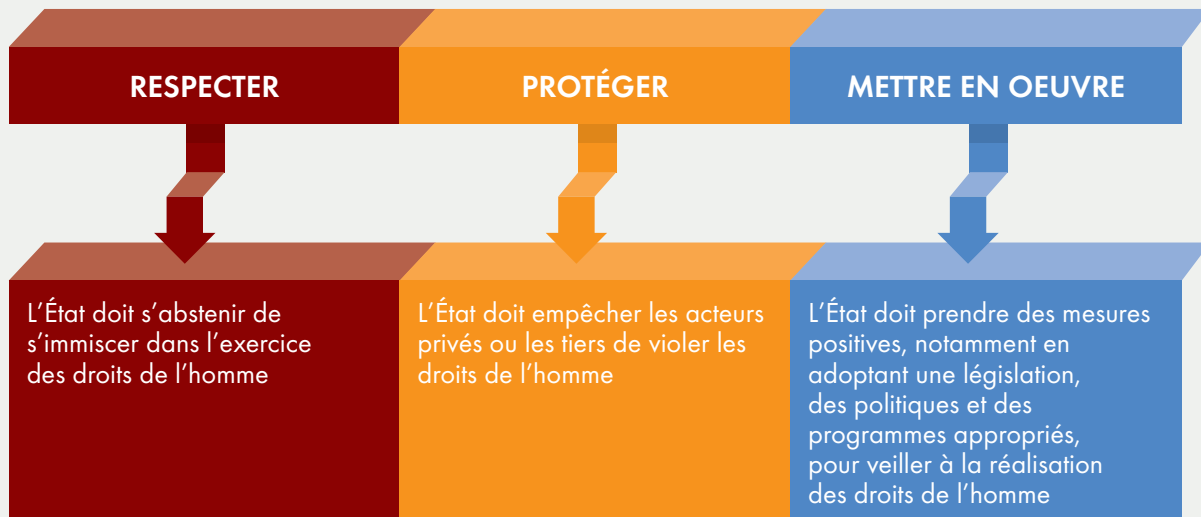 RESPECTER
PROTÉGER
METTRE EN OEUVRE
L’État doit s’abstenir de
s’immiscer dans l’exercice
des droits de l’homme
L’État doit empêcher les acteurs
privés ou les tiers de violer les
droits de l’homme
L’État doit prendre des mesures
positives, notamment en
adoptant une législation,
des politiques et des
programmes appropriés,
pour veiller à la réalisation
des droits de l’homme